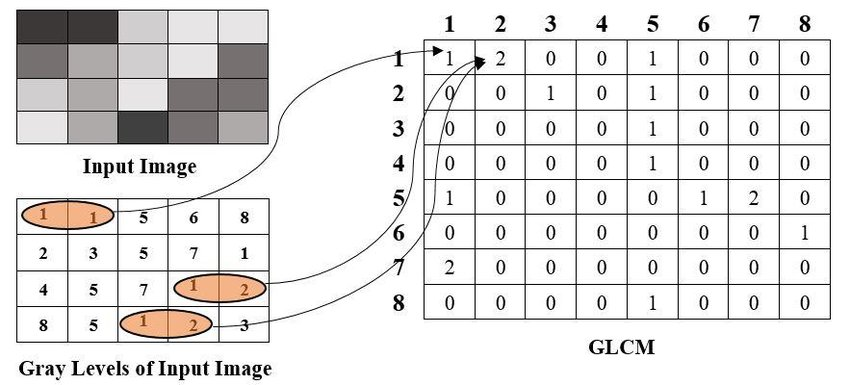 1 2 3 4 5 6 7 8
1 1 2 0 0 1 0 0 0
2 0 0 1 0 1 0 0 0
3 0 0 0 0 1 0 0 0
4 0 0 0 0 1 0 0 0
5 1 0 0 0 0 1 2 0
6 0 0 0 0 0 0 0 1
7 2 0 0 0 0 0 0 0
8 0 0 0 0 1 0 0 0
GLCM
Input Image
1 1 5 6 8
2 3 5 7 1
4 5 7 1 2
8 5 1 2 3
Gray Levels of Input Image